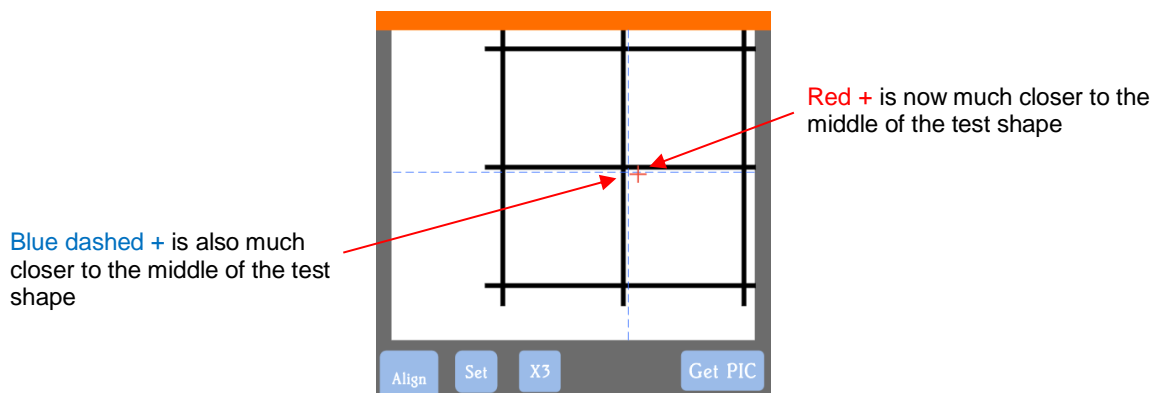 Red + is now much closer to the
middle of the test shape
Blue dashed + is also much
closer to the middle of the test
shape
Align
Set
X3
Get PIC